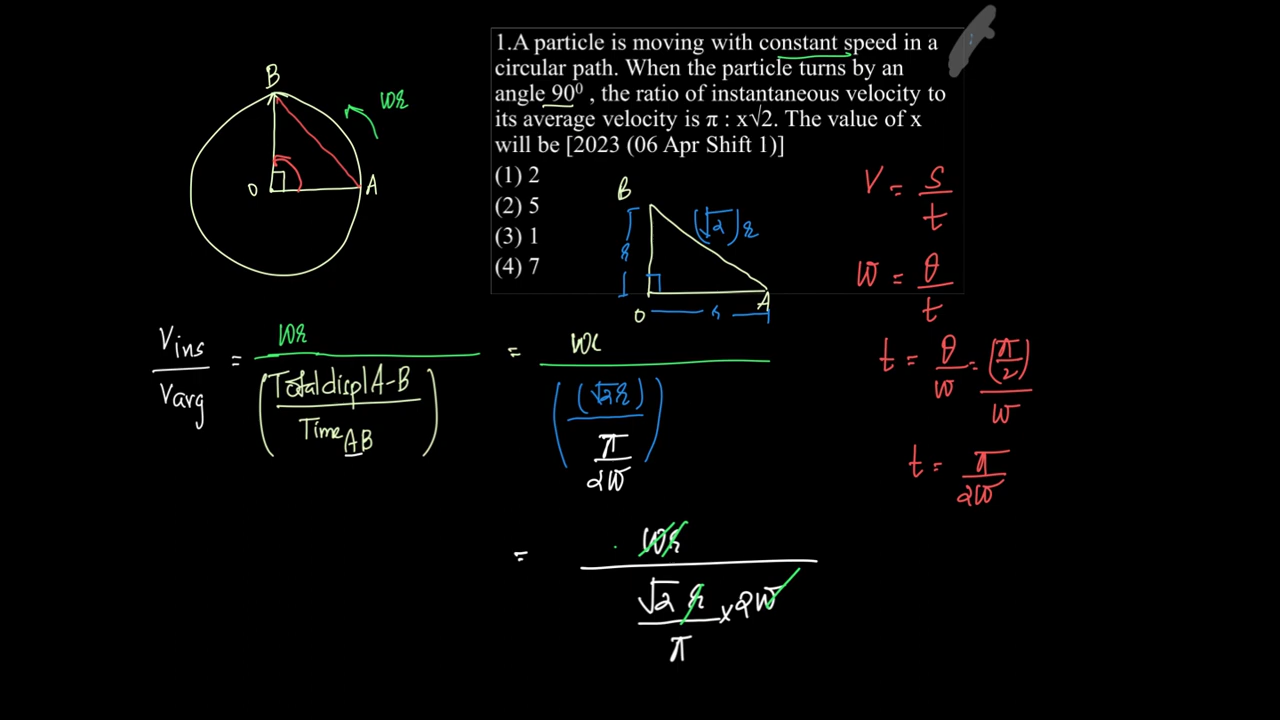 1.A particle is moving with constant speed in a
circular path. When the particle turns by an
angle 90⁰ , the ratio of instantaneous velocity to
its average velocity is π : x√2. The value of x
will be [2023 (06 Apr Shift 1)]
(1) 2
(2) 5
(3) 1
(4) 7
B
ωr
O
A
B
(√2)r
r
O
r
A
V = S/t
ω = θ/t
t = θ/ω = (π/2)/ω
t = π/2ω
Vins/Varg = ωr/(Total displ A-B/Time AB) = ωr/((√2r)/(π/2ω))
= ωr/(√2 r/π × 2ω)